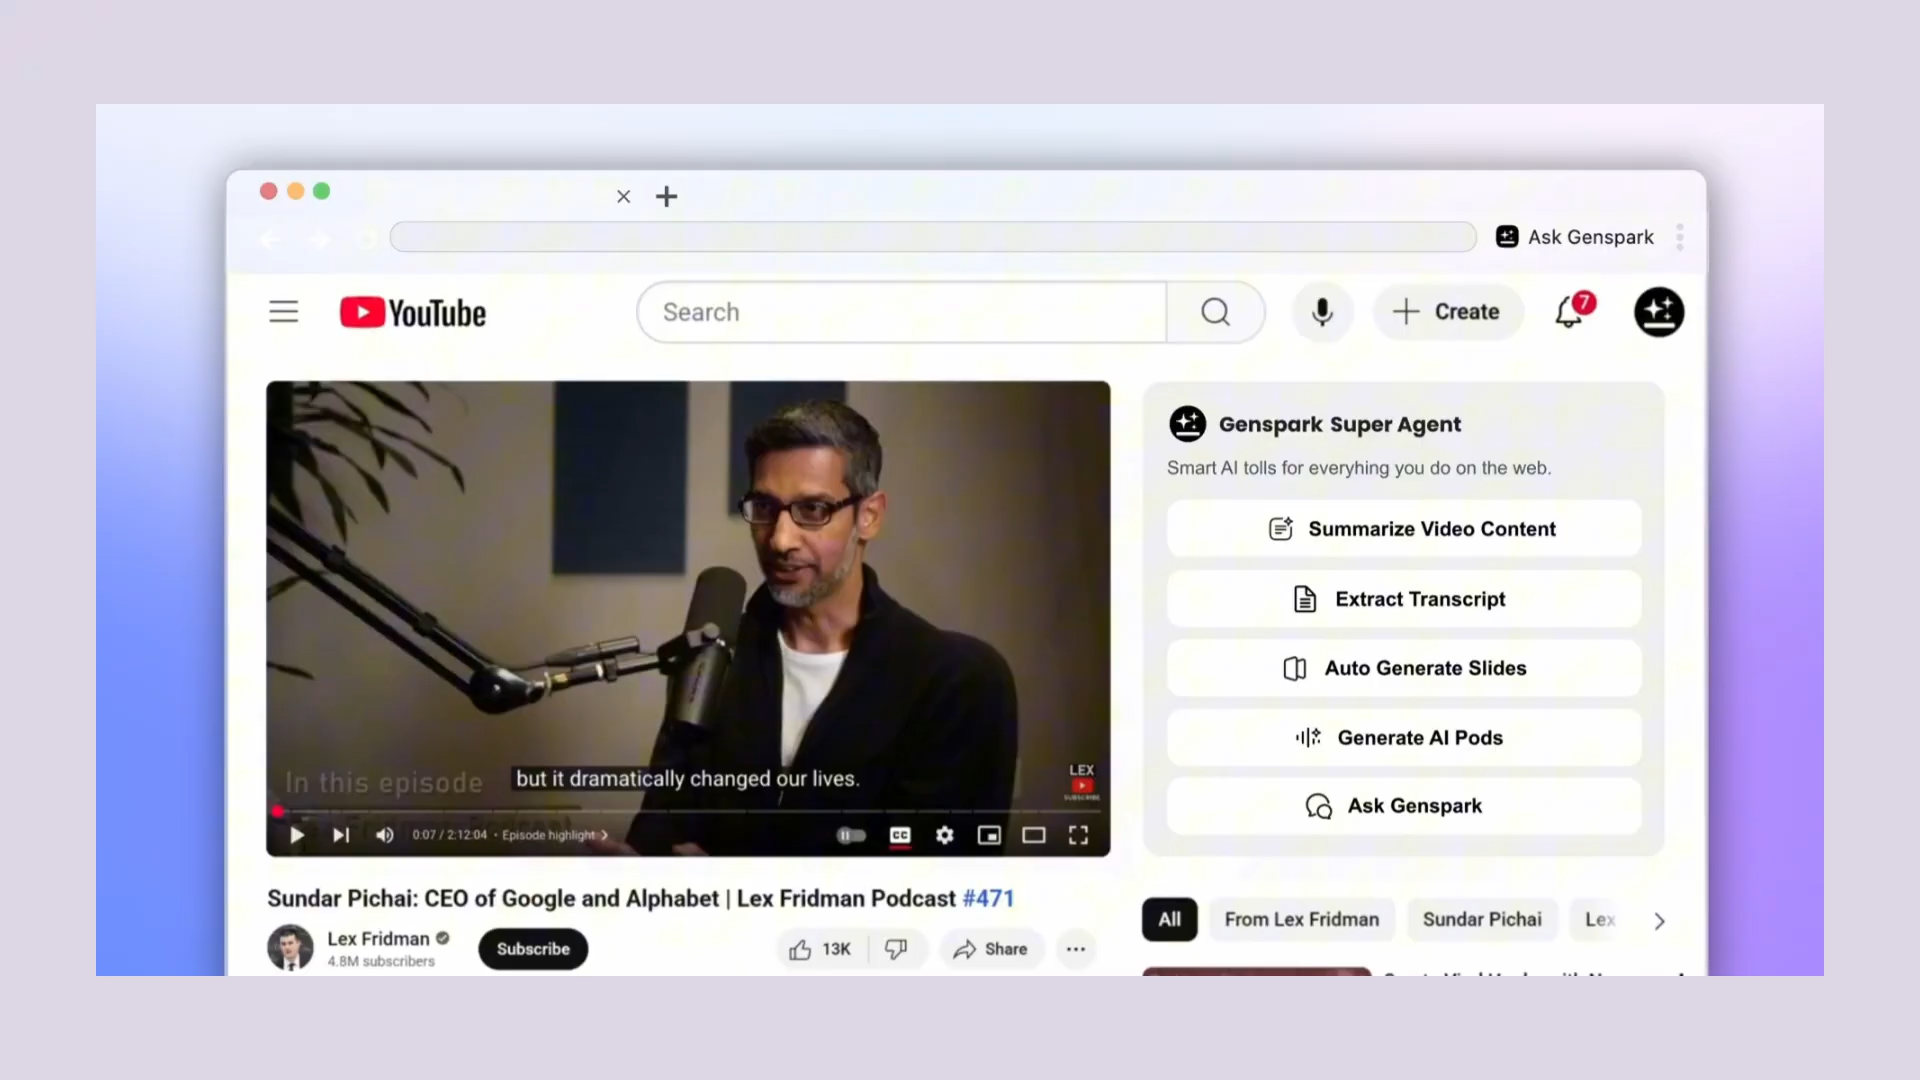 Ask Genspark
YouTube
Search
Create
7
Genspark Super Agent
Smart AI tolls for everyhing you do on the web.
Summarize Video Content
Extract Transcript
Auto Generate Slides
Generate AI Pods
Ask Genspark
In this episode
but it dramatically changed our lives.
LEX
SUBSCRIBE
0:07 / 2:12:04 • Episode highlight
CC
Sundar Pichai: CEO of Google and Alphabet | Lex Fridman Podcast #471
Lex Fridman
4.8M subscribers
Subscribe
13K
Share
All
From Lex Fridman
Sundar Pichai
Lex